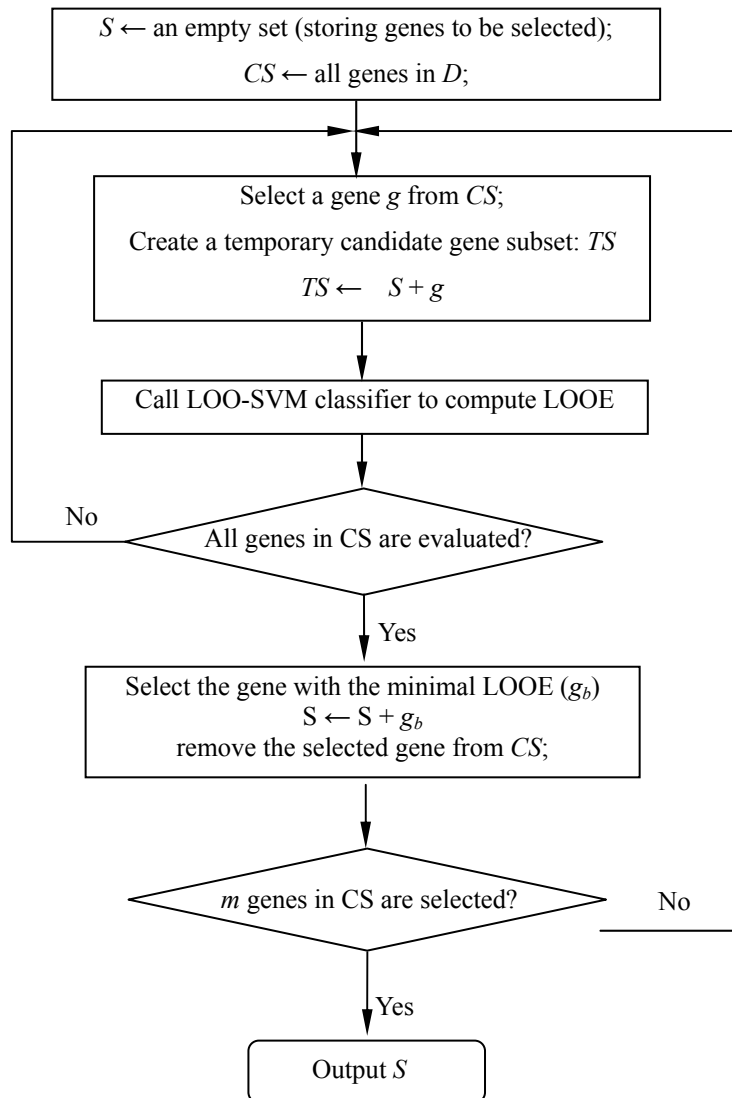 S ← an empty set (storing genes to be selected);
CS ← all genes in D;
Select a gene g from CS;
Create a temporary candidate gene subset: TS
TS ← S + g
Call LOO-SVM classifier to compute LOOE
No
All genes in CS are evaluated?
Yes
Select the gene with the minimal LOOE (g_b)
S ← S + g_b
remove the selected gene from CS;
m genes in CS are selected?
No
Yes
Output S